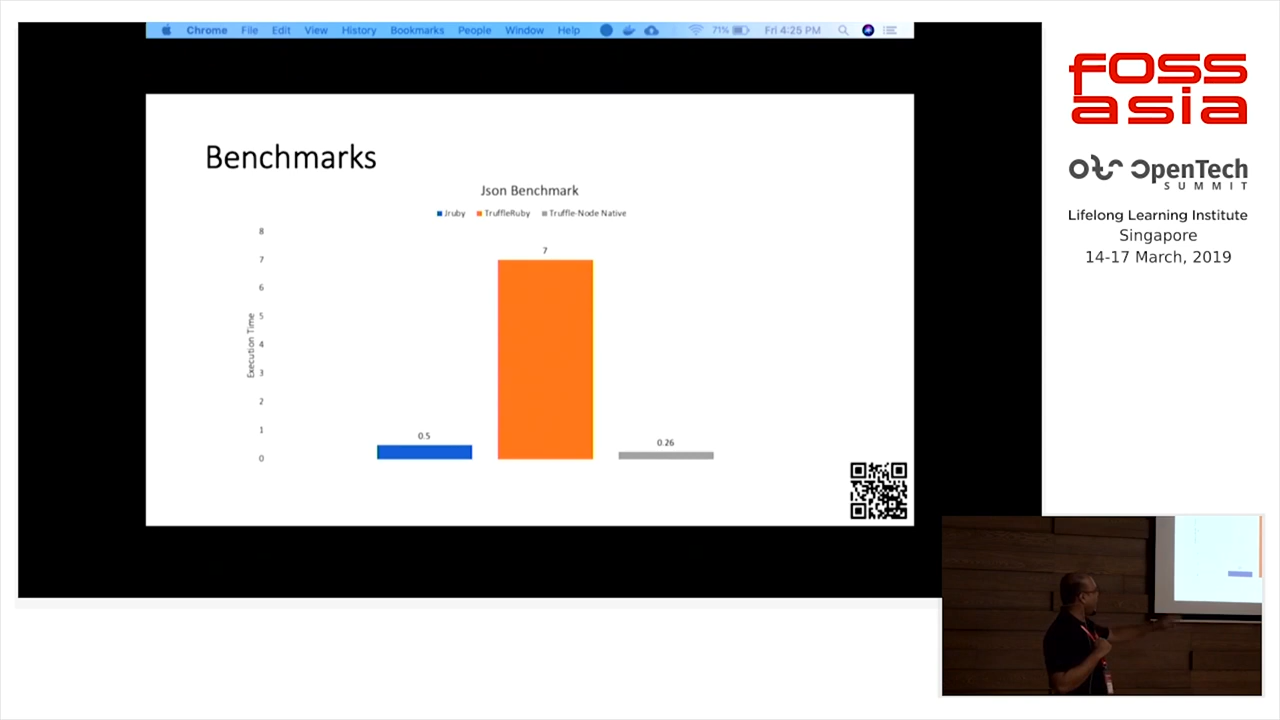 Chrome File Edit View History Bookmarks People Window Help 71% Fri 4:25 PM
Benchmarks
Json Benchmark
Jruby TruffleRuby Truffle-Node Native
Execution Time
8
7
6
5
4
3
2
1
0
0.5
7
0.26
fOSS
asia
OpenTech
SUMMIT
Lifelong Learning Institute
Singapore
14-17 March, 2019